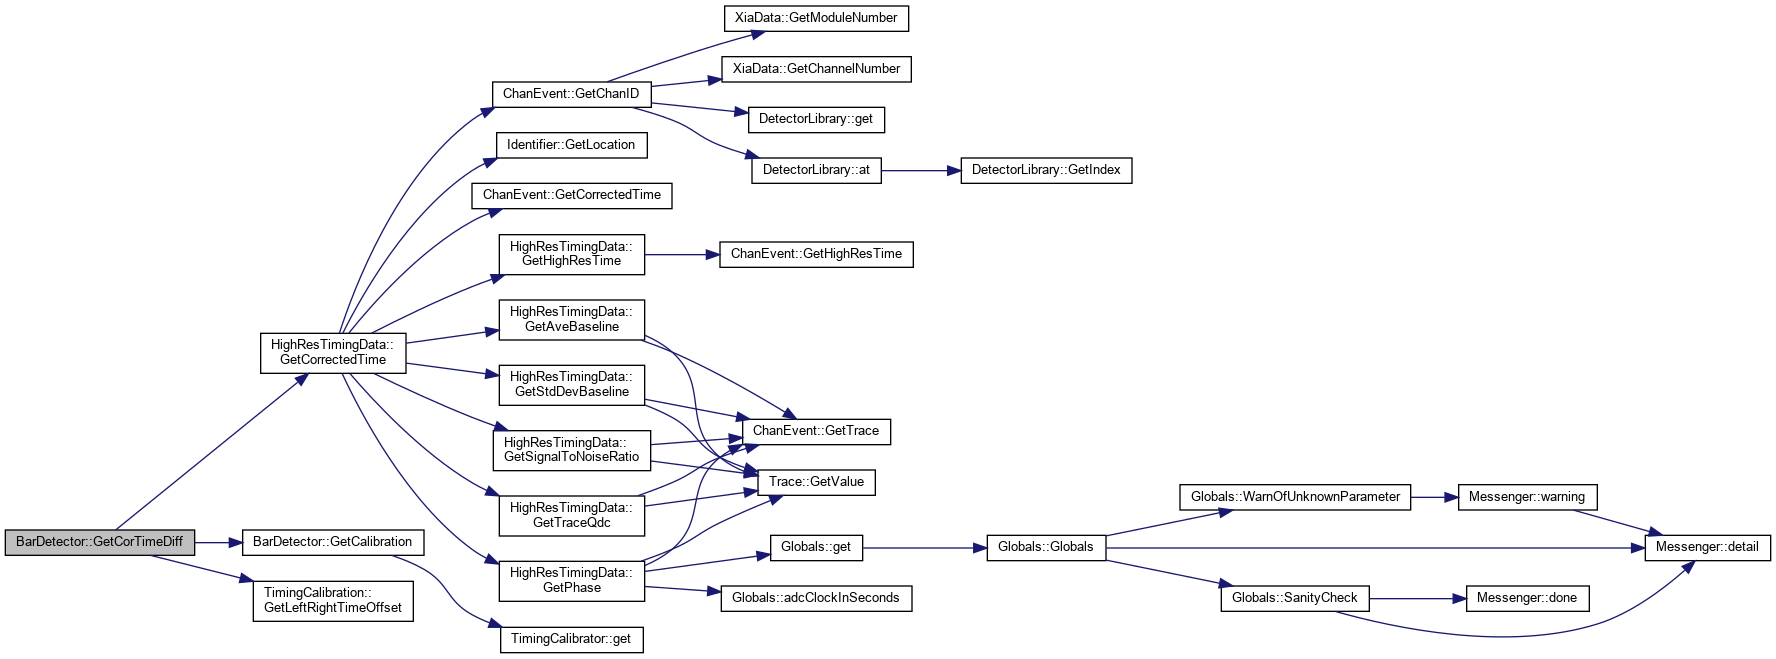 XiaData::GetModuleNumber
XiaData::GetChannelNumber
ChanEvent::GetChanID
DetectorLibrary::get
Identifier::GetLocation
DetectorLibrary::at
DetectorLibrary::GetIndex
ChanEvent::GetCorrectedTime
HighResTimingData::
GetHighResTime
ChanEvent::GetHighResTime
HighResTimingData::
GetAveBaseline
HighResTimingData::
GetCorrectedTime
HighResTimingData::
GetStdDevBaseline
ChanEvent::GetTrace
HighResTimingData::
GetSignalToNoiseRatio
Trace::GetValue
HighResTimingData::
GetTraceQdc
Globals::WarnOfUnknownParameter
Messenger::warning
BarDetector::GetCorTimeDiff
BarDetector::GetCalibration
Globals::get
Globals::Globals
Messenger::detail
HighResTimingData::
GetPhase
TimingCalibration::
GetLeftRightTimeOffset
Globals::adcClockInSeconds
Globals::SanityCheck
Messenger::done
TimingCalibrator::get